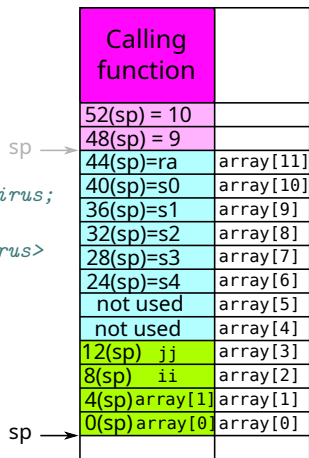 Calling
function
52(sp) = 10
48(sp) = 9
sp
44(sp)=ra array[11]
irus;
40(sp)=s0 array[10]
36(sp)=s1 array[9]
32(sp)=s2 array[8]
rus>
28(sp)=s3 array[7]
24(sp)=s4 array[6]
not used array[5]
not used array[4]
12(sp) jj array[3]
8(sp) ii array[2]
4(sp) array[1] array[1]
sp 0(sp) array[0] array[0]